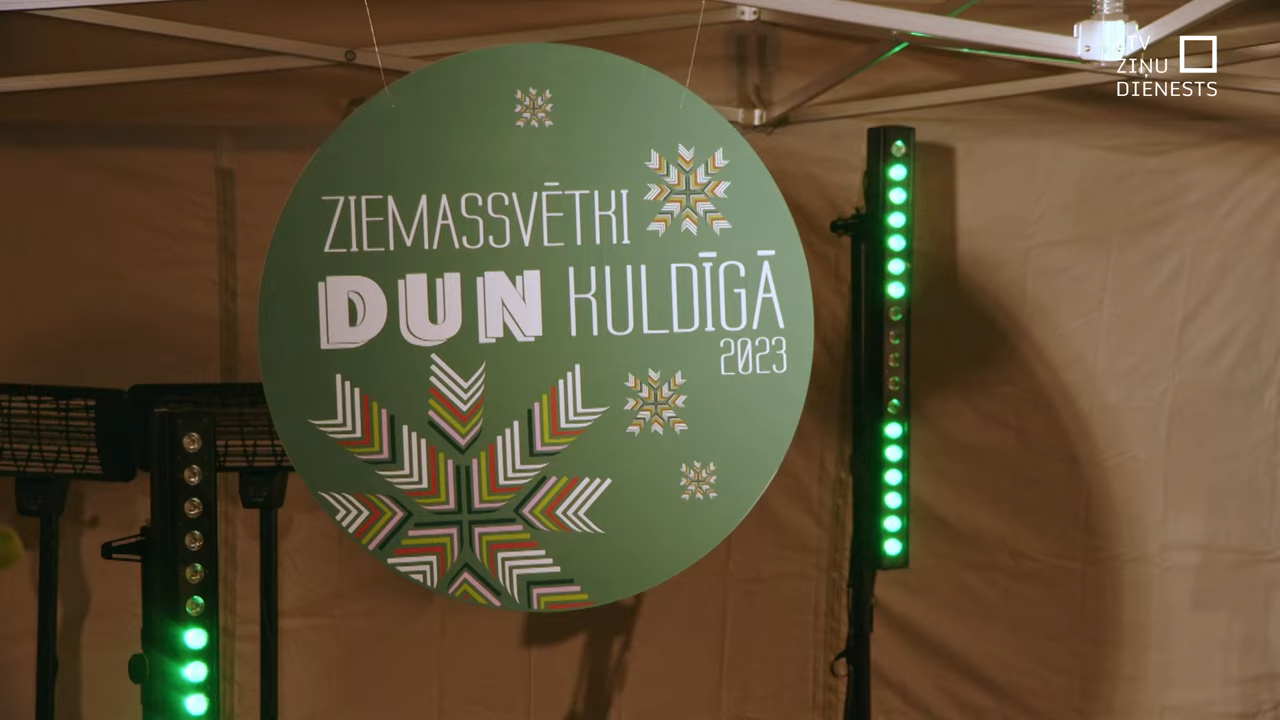 ZIEMASSVĒTKI
DUN KULDĪGĀ
2023
LTV
ZIŅU
DIENESTS